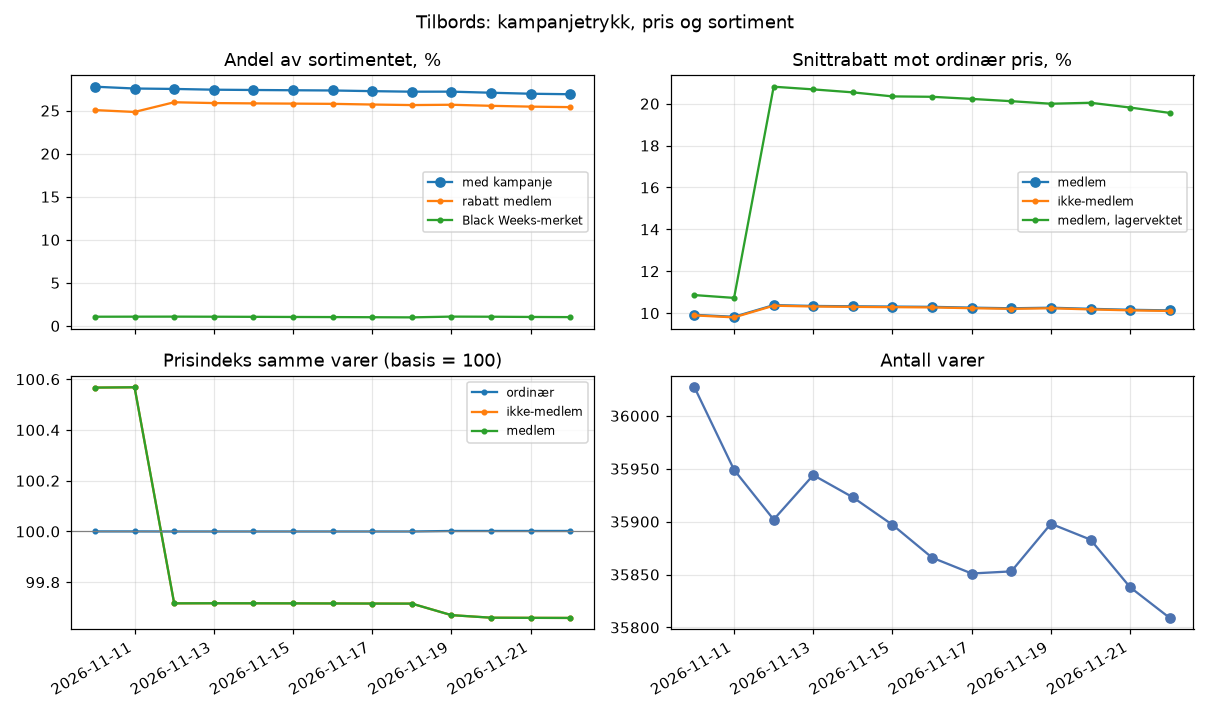 Tilbords: kampanjetrykk, pris og sortiment
Andel av sortimentet, %
25
20
15
10
5
0
med kampanje
rabatt medlem
Black Weeks-merket
Snittrabatt mot ordinær pris, %
20
18
16
14
12
10
medlem
ikke-medlem
medlem, lagervektet
Prisindeks samme varer (basis = 100)
100.6
100.4
100.2
100.0
99.8
ordinær
ikke-medlem
medlem
2026-11-11
2026-11-13
2026-11-15
2026-11-17
2026-11-19
2026-11-21
Antall varer
36000
35950
35900
35850
35800
2026-11-11
2026-11-13
2026-11-15
2026-11-17
2026-11-19
2026-11-21